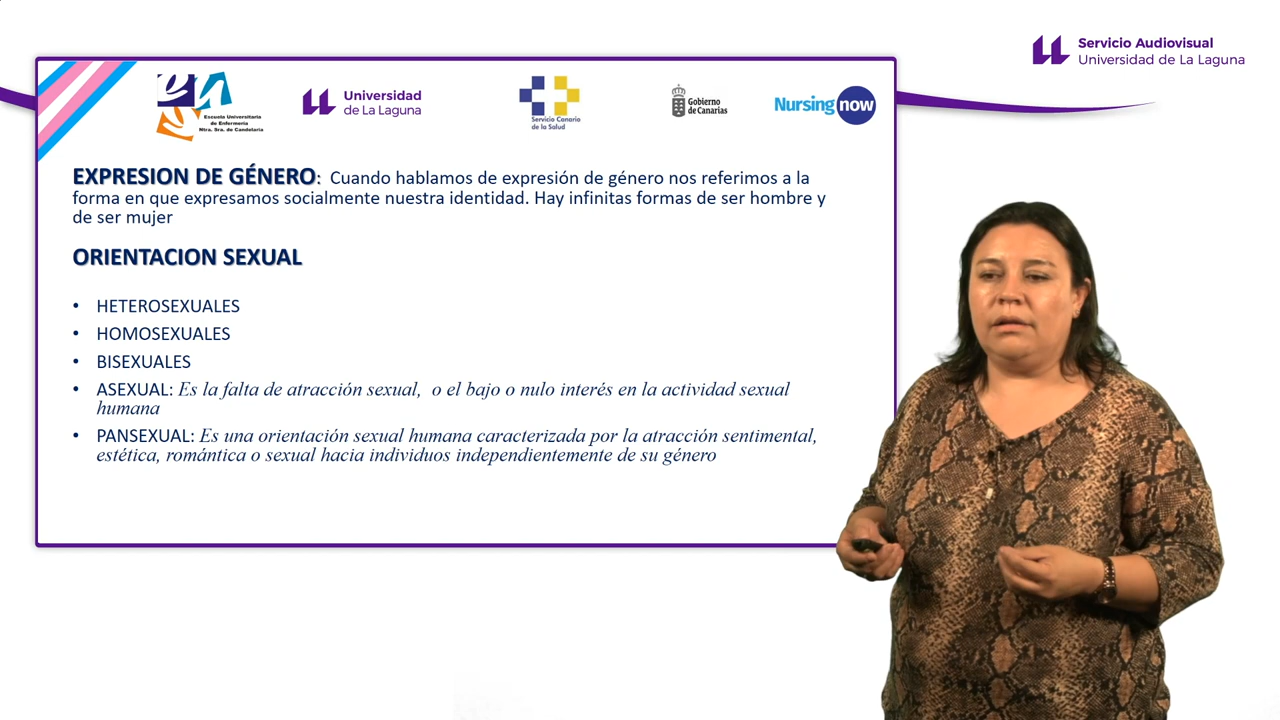 Servicio Audiovisual
Universidad de La Laguna
Escuela Universitaria
de Enfermería
Ntra. Sra. de Candelaria
Universidad
de La Laguna
Servicio Canario
de la Salud
Gobierno
de Canarias
Nursing now
EXPRESION DE GÉNERO: Cuando hablamos de expresión de género nos referimos a la
forma en que expresamos socialmente nuestra identidad. Hay infinitas formas de ser hombre y
de ser mujer
ORIENTACION SEXUAL
• HETEROSEXUALES
• HOMOSEXUALES
• BISEXUALES
• ASEXUAL: Es la falta de atracción sexual, o el bajo o nulo interés en la actividad sexual
humana
• PANSEXUAL: Es una orientación sexual humana caracterizada por la atracción sentimental,
estética, romántica o sexual hacia individuos independientemente de su género